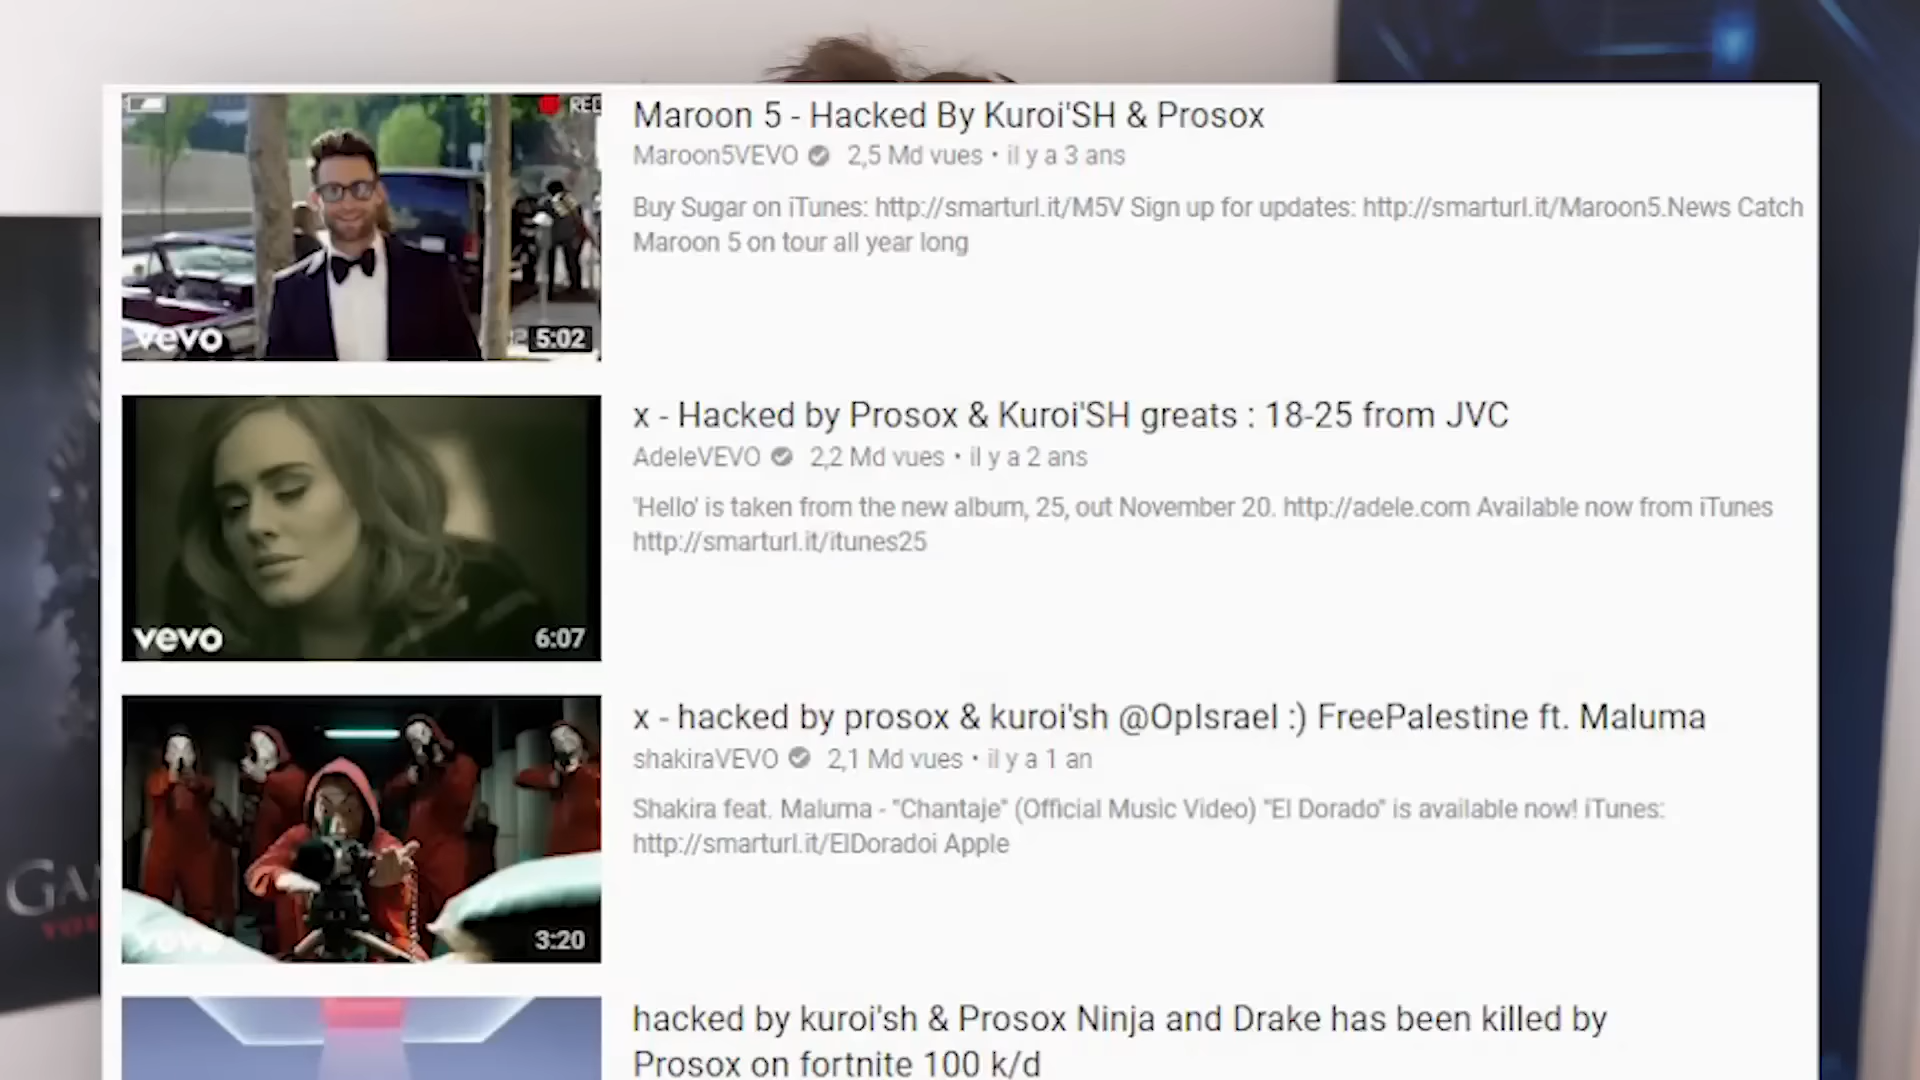 REC
Maroon 5 - Hacked By Kuroi'SH & Prosox
Maroon5VEVO 2,5 Md vues • il y a 3 ans
Buy Sugar on iTunes: http://smarturl.it/M5V Sign up for updates: http://smarturl.it/Maroon5.News Catch
Maroon 5 on tour all year long
vevo
5:02
x - Hacked by Prosox & Kuroi'SH greats : 18-25 from JVC
AdeleVEVO 2,2 Md vues • il y a 2 ans
'Hello' is taken from the new album, 25, out November 20. http://adele.com Available now from iTunes
http://smarturl.it/itunes25
vevo
6:07
x - hacked by prosox & kuroi'sh @OpIsrael :) FreePalestine ft. Maluma
shakiraVEVO 2,1 Md vues • il y a 1 an
Shakira feat. Maluma - "Chantaje" (Official Music Video) "El Dorado" is available now! iTunes:
http://smarturl.it/ElDoradoi Apple
vevo
3:20
hacked by kuroi'sh & Prosox Ninja and Drake has been killed by
Prosox on fortnite 100 k/d